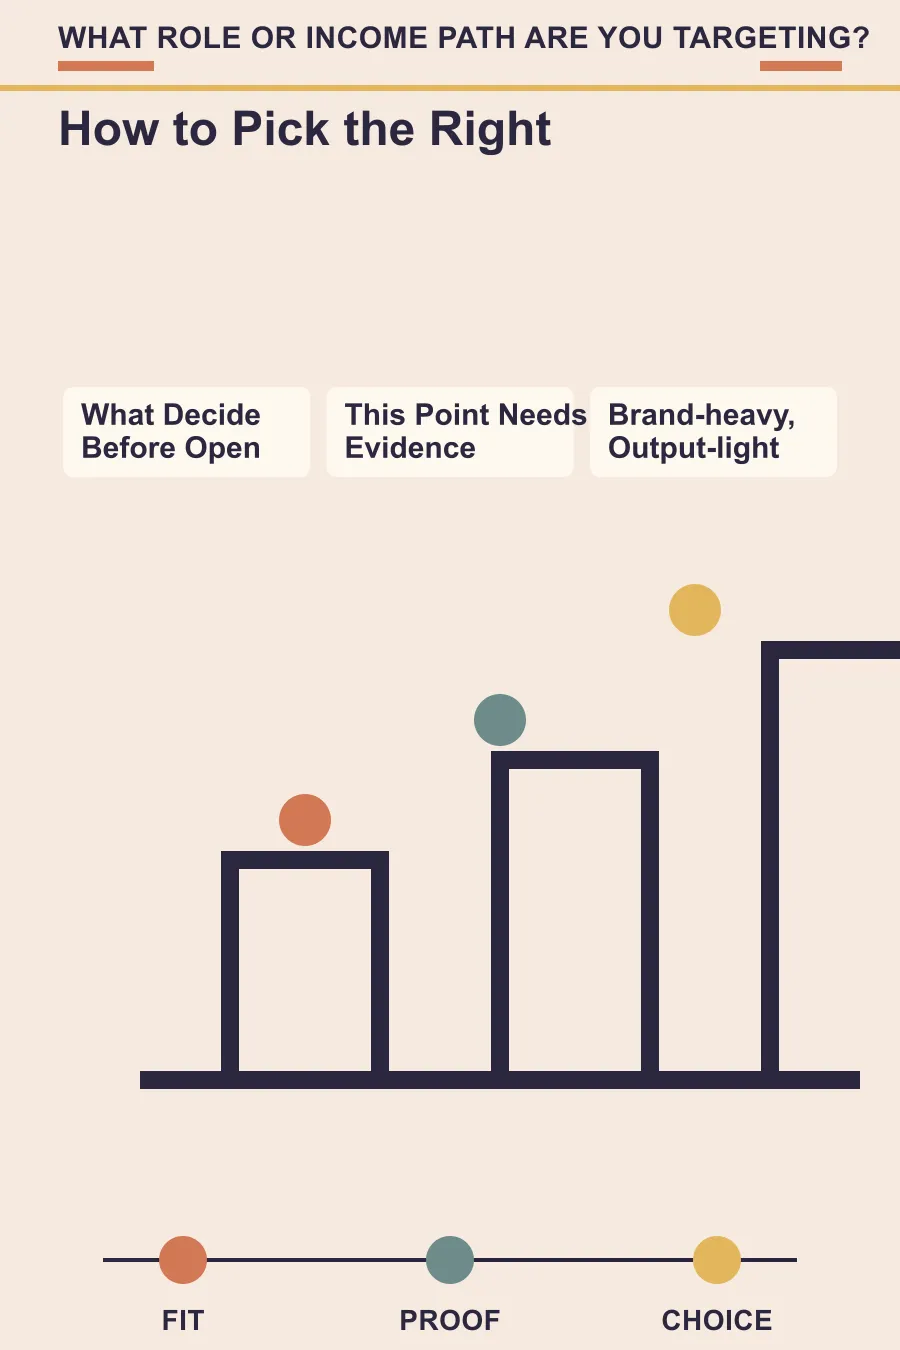 WHAT ROLE OR INCOME PATH ARE YOU TARGETING?
How to Pick the Right
What Decide
Before Open
This Point Needs
Evidence
Brand-heavy,
Output-light
FIT
PROOF
CHOICE